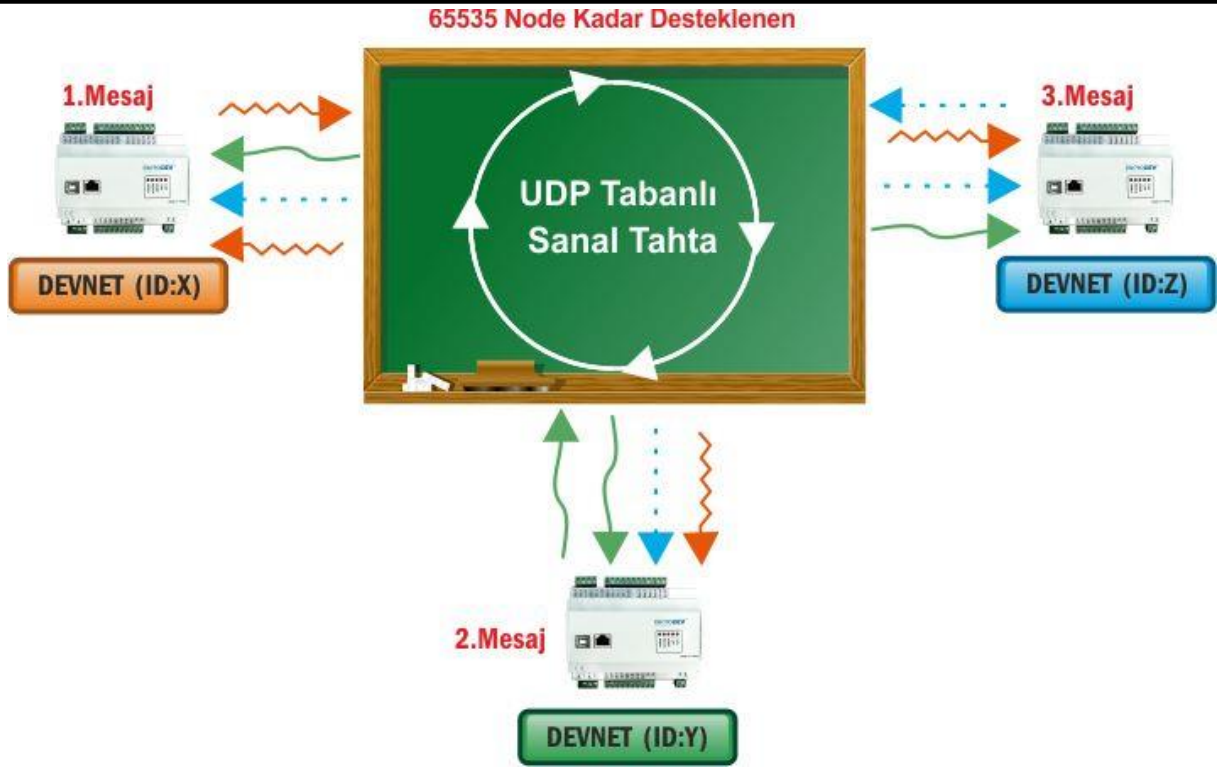 65535 Node Kadar Desteklenen
1.Mesaj
3.Mesaj
UDP Tabanlı
Sanal Tahta
DEVNET (ID:X)
DEVNET (ID:Z)
2.Mesaj
DEVNET (ID:Y)